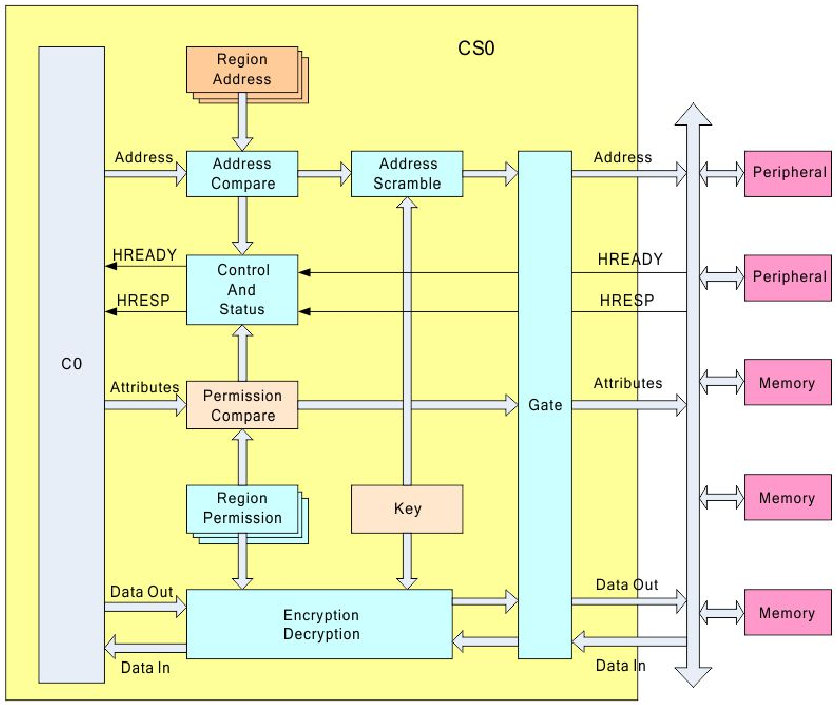 CS0
Region
Address
Address
Address
Compare
Address
Scramble
Address
Peripheral
HREADY
Control
And
Status
HREADY
Peripheral
HRESP
HRESP
C0
Attributes
Permission
Compare
Gate
Attributes
Memory
Region
Permission
Key
Memory
Data Out
Encryption
Decryption
Data Out
Memory
Data In
Data In